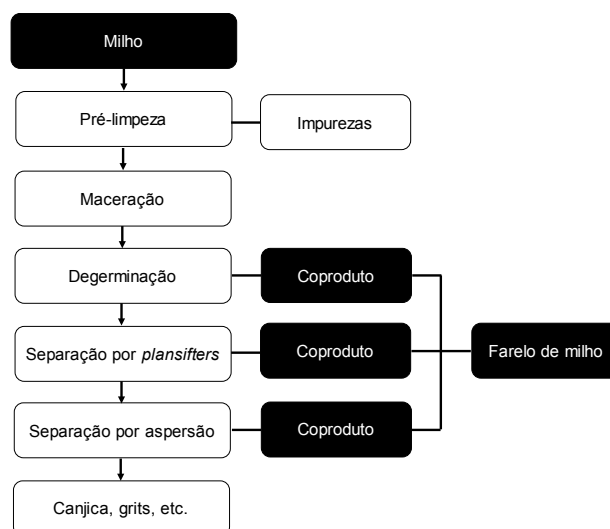 Milho
Pré-limpeza
Impurezas
Maceração
Degerminação
Coproduto
Separação por plansifters
Coproduto
Farelo de milho
Separação por aspersão
Coproduto
Canjica, grits, etc.